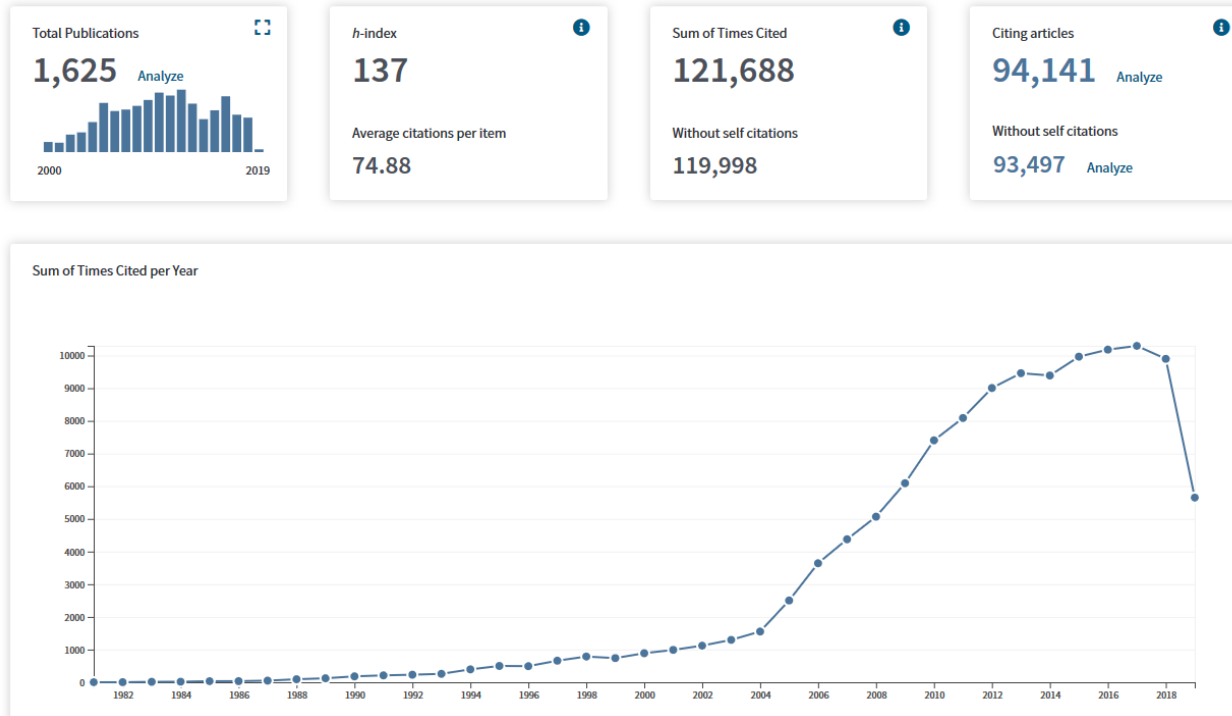 Total Publications
1,625 Analyze
2000 2019
h-index
137
Average citations per item
74.88
Sum of Times Cited
121,688
Without self citations
119,998
Citing articles
94,141 Analyze
Without self citations
93,497 Analyze
Sum of Times Cited per Year
10000
9000
8000
7000
6000
5000
4000
3000
2000
1000
0
1982 1984 1986 1988 1990 1992 1994 1996 1998 2000 2002 2004 2006 2008 2010 2012 2014 2016 2018